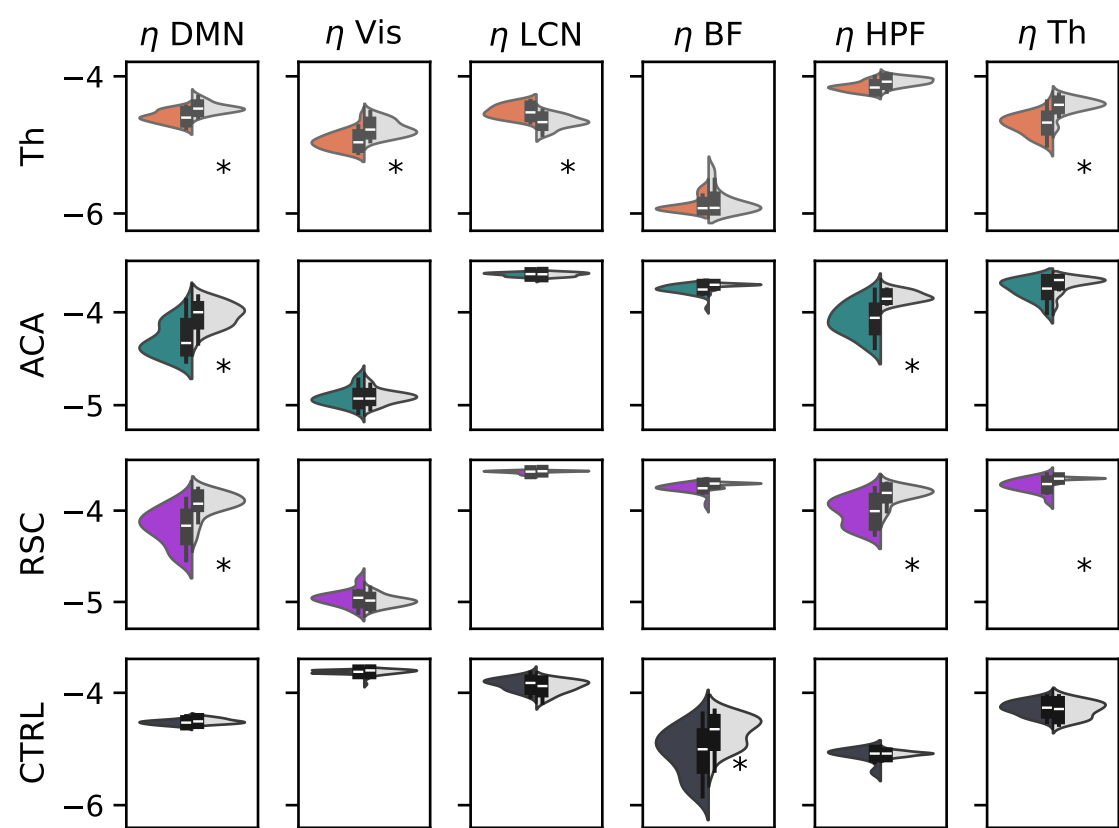 η DMN η Vis η LCN η BF η HPF η Th
Th
−4
−6
* * * *
ACA
−4
−5
* *
RSC
−4
−5
* * *
CTRL
−4
−6
*